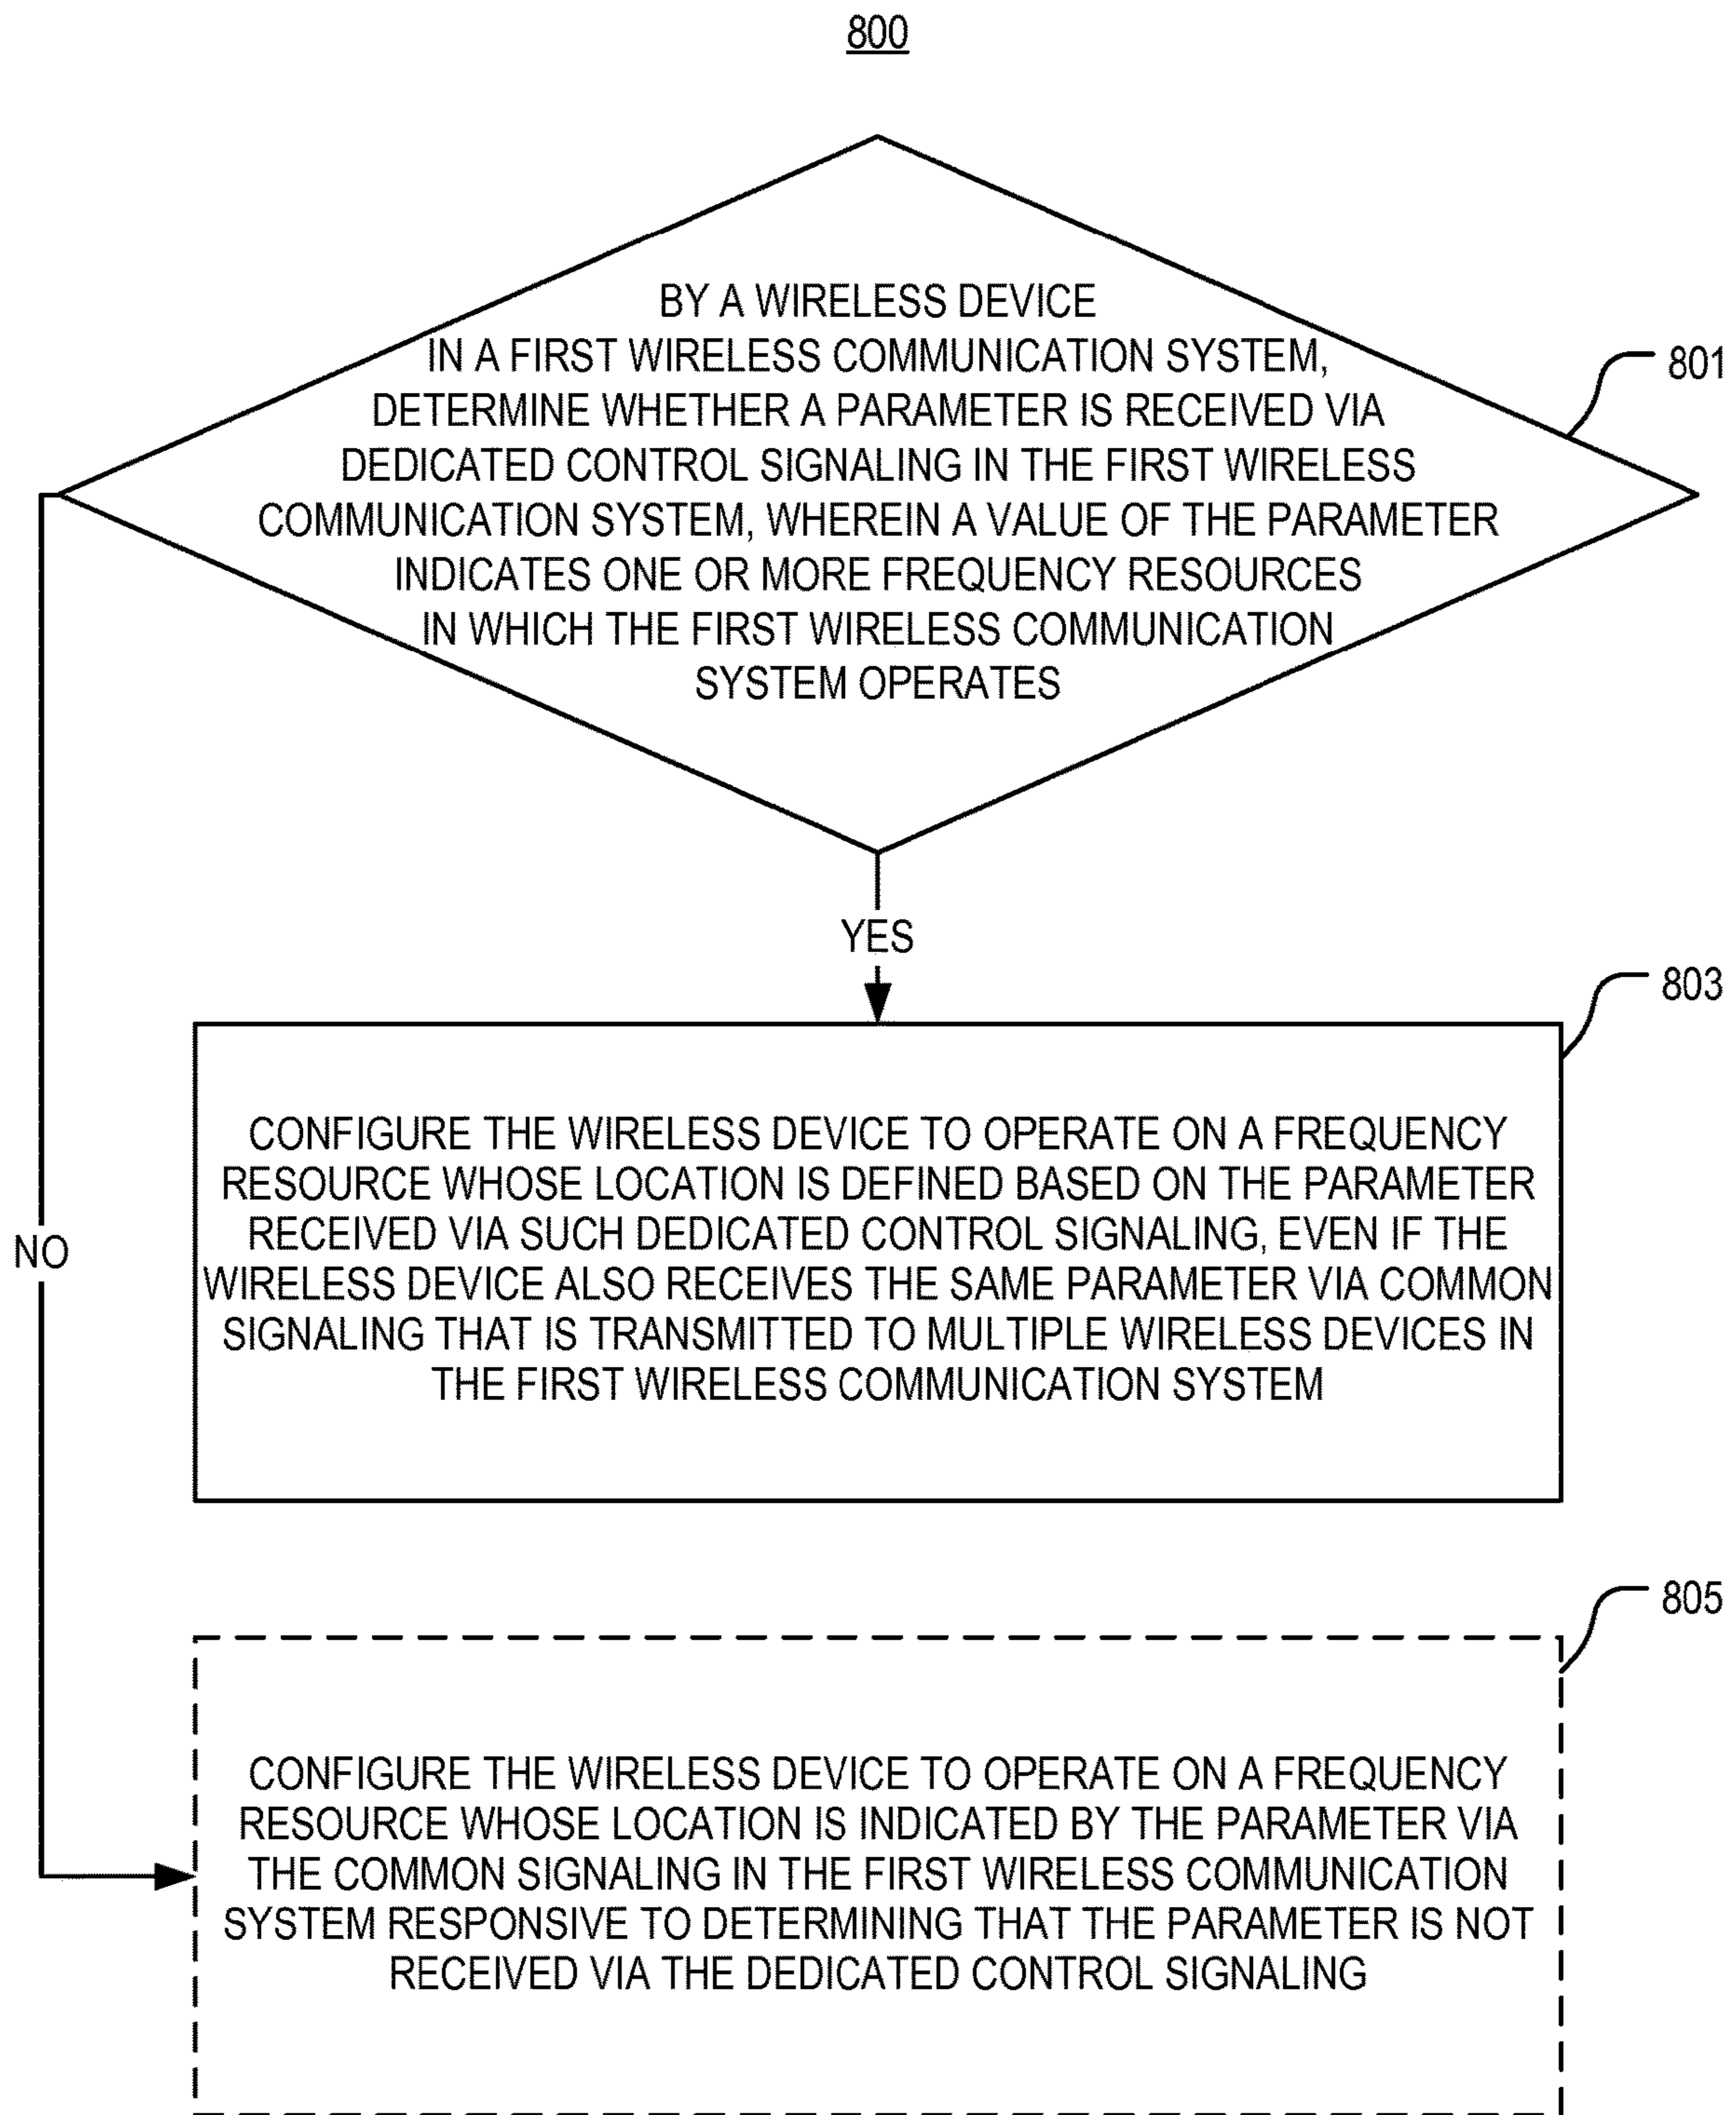 800
BY A WIRELESS DEVICE
IN A FIRST WIRELESS COMMUNICATION SYSTEM,
DETERMINE WHETHER A PARAMETER IS RECEIVED VIA
DEDICATED CONTROL SIGNALING IN THE FIRST WIRELESS
COMMUNICATION SYSTEM, WHEREIN A VALUE OF THE PARAMETER
INDICATES ONE OR MORE FREQUENCY RESOURCES
IN WHICH THE FIRST WIRELESS COMMUNICATION
SYSTEM OPERATES
801
YES
803
CONFIGURE THE WIRELESS DEVICE TO OPERATE ON A FREQUENCY
RESOURCE WHOSE LOCATION IS DEFINED BASED ON THE PARAMETER
RECEIVED VIA SUCH DEDICATED CONTROL SIGNALING, EVEN IF THE
WIRELESS DEVICE ALSO RECEIVES THE SAME PARAMETER VIA COMMON
SIGNALING THAT IS TRANSMITTED TO MULTIPLE WIRELESS DEVICES IN
THE FIRST WIRELESS COMMUNICATION SYSTEM
NO
805
CONFIGURE THE WIRELESS DEVICE TO OPERATE ON A FREQUENCY
RESOURCE WHOSE LOCATION IS INDICATED BY THE PARAMETER VIA
THE COMMON SIGNALING IN THE FIRST WIRELESS COMMUNICATION
SYSTEM RESPONSIVE TO DETERMINING THAT THE PARAMETER IS NOT
RECEIVED VIA THE DEDICATED CONTROL SIGNALING